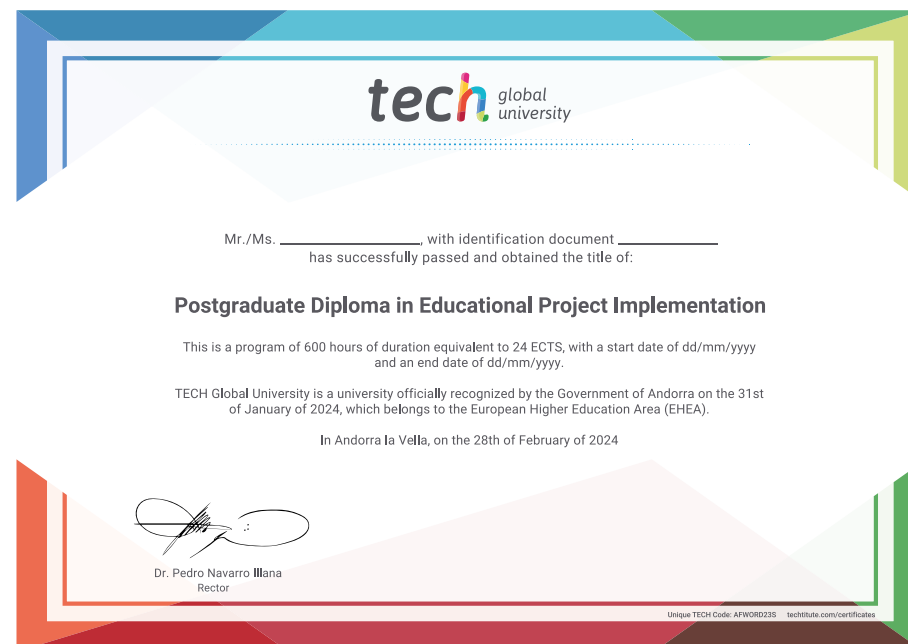 tech global university
Mr./Ms. ____________, with identification document ____________
has successfully passed and obtained the title of:
Postgraduate Diploma in Educational Project Implementation
This is a program of 600 hours of duration equivalent to 24 ECTS, with a start date of dd/mm/yyyy
and an end date of dd/mm/yyyy.
TECH Global University is a university officially recognized by the Government of Andorra on the 31st
of January of 2024, which belongs to the European Higher Education Area (EHEA).
In Andorra la Vella, on the 28th of February of 2024
Dr. Pedro Navarro Illana
Rector
Unique TECH Code: AFWORD23S techtitute.com/certificates